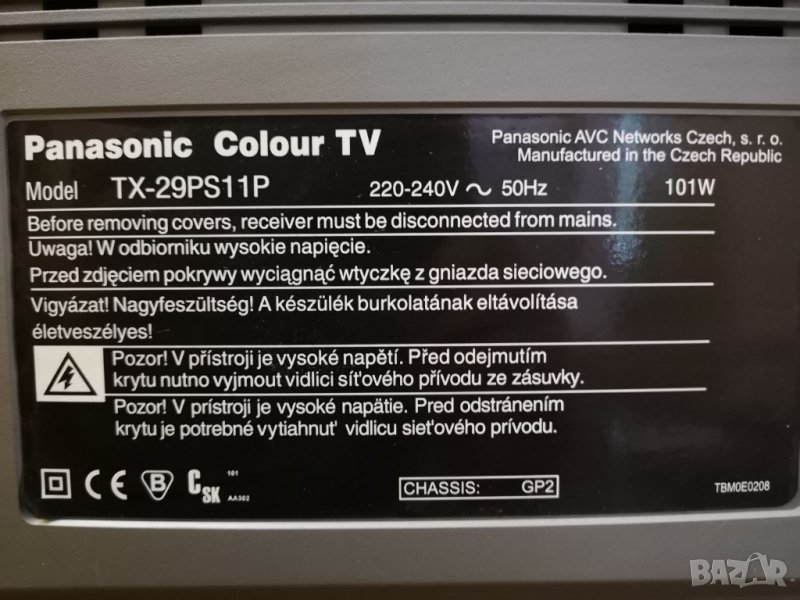 Panasonic Colour TV
Panasonic AVC Networks Czech, s. r. o.
Manufactured in the Czech Republic
Model TX-29PS11P 220-240V ~ 50Hz 101W
Before removing covers, receiver must be disconnected from mains.
Uwaga! W odbiorniku wysokie napięcie.
Przed zdjęciem pokrywy wyciągnąć wtyczkę z gniazda sieciowego.
Vigyázat! Nagyfeszültség! A készülék burkolatának eltávolítása
életveszélyes!
Pozor! V přístroji je vysoké napětí. Před odejmutím
krytu nutno vyjmout vidlici síťového přívodu ze zásuvky.
Pozor! V prístroji je vysoké napätie. Pred odstránením
krytu je potrebné vytiahnuť vidlicu sieťového prívodu.
CE B CSK 101
AA302
CHASSIS: GP2
TBM0E0208
BAZAR